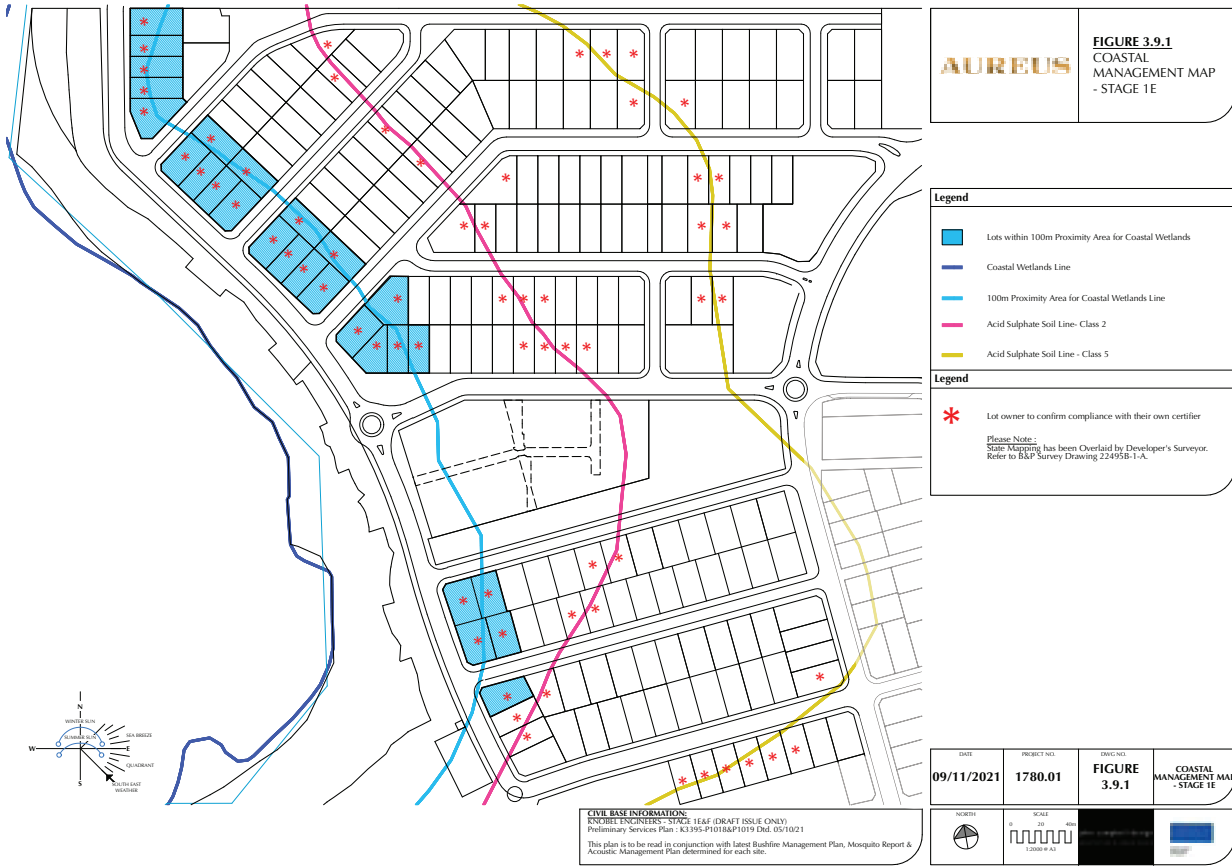 AUREUS
FIGURE 3.9.1
COASTAL
MANAGEMENT MAP
- STAGE 1E
Legend
Lots within 100m Proximity Area for Coastal Wetlands
Coastal Wetlands Line
100m Proximity Area for Coastal Wetlands Line
Acid Sulphate Soil Line- Class 2
Acid Sulphate Soil Line - Class 5
Legend
* Lot owner to confirm compliance with their own certifier
Please Note :
State Mapping has been Overlaid by Developer's Surveyor.
Refer to B&P Survey Drawing 22495B-1-A.
N
WINTER SUN
SUMMER SUN
SEA BREEZE
W
E
QUADRANT
S
SOUTH EAST
WEATHER
DATE
09/11/2021
PROJECT NO.
1780.01
DWG NO.
FIGURE
3.9.1
COASTAL
MANAGEMENT MAP
- STAGE 1E
NORTH
SCALE
0 20 40m
1:2000 @ A3
CIVIL BASE INFORMATION:
KNOBEL ENGINEERS - STAGE 1E&F (DRAFT ISSUE ONLY)
Preliminary Services Plan : K3395-P1018&P1019 Dtd. 05/10/21
This plan is to be read in conjunction with latest Bushfire Management Plan, Mosquito Report &
Acoustic Management Plan determined for each site.